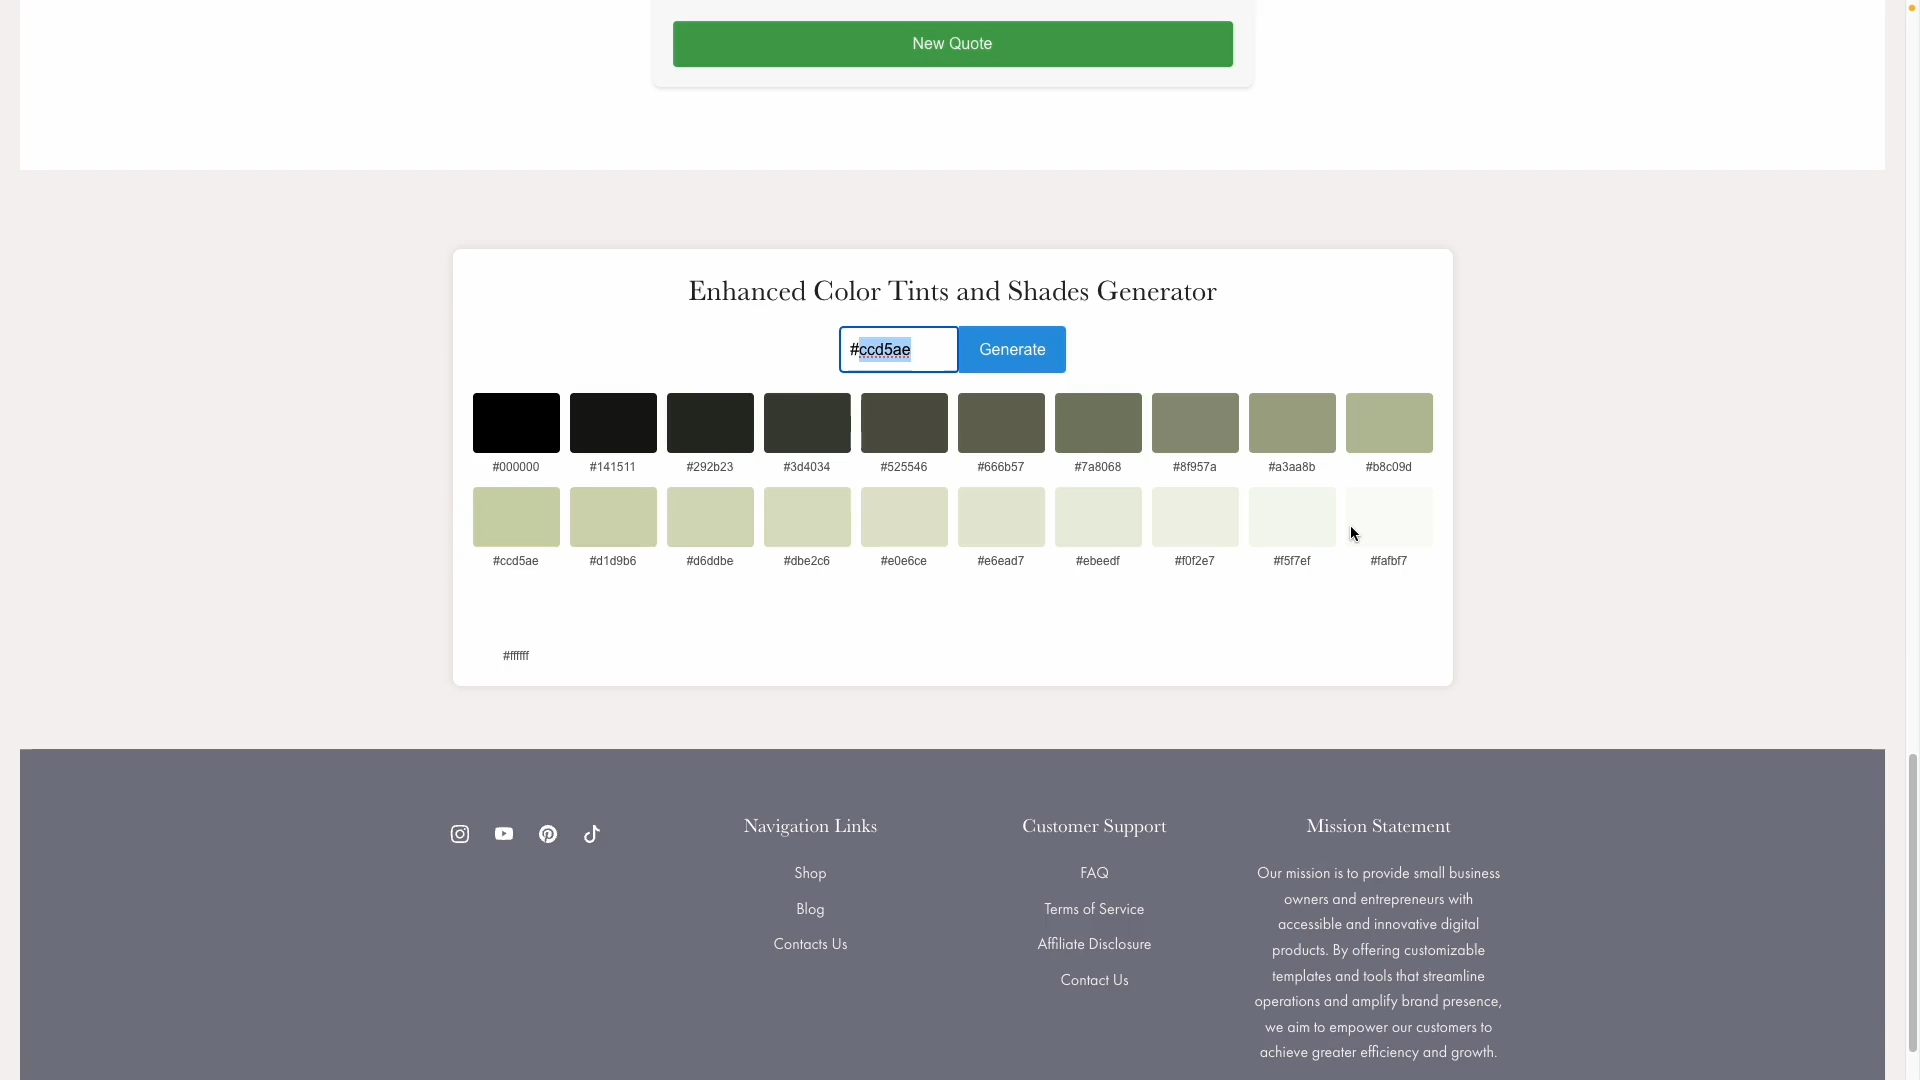 New Quote
Enhanced Color Tints and Shades Generator
#ccd5ae
Generate
#000000 #141511 #292b23 #3d4034 #525546 #666b57 #7a8068 #8f957a #a3aa8b #b8c09d
#ccd5ae #d1d9b6 #d6ddbe #dbe2c6 #e0e6ce #e6ead7 #ebeedf #f0f2e7 #f5f7ef #fafbf7
#ffffff
Navigation Links
Shop
Blog
Contacts Us
Customer Support
FAQ
Terms of Service
Affiliate Disclosure
Contact Us
Mission Statement
Our mission is to provide small business
owners and entrepreneurs with
accessible and innovative digital
products. By offering customizable
templates and tools that streamline
operations and amplify brand presence,
we aim to empower our customers to
achieve greater efficiency and growth.